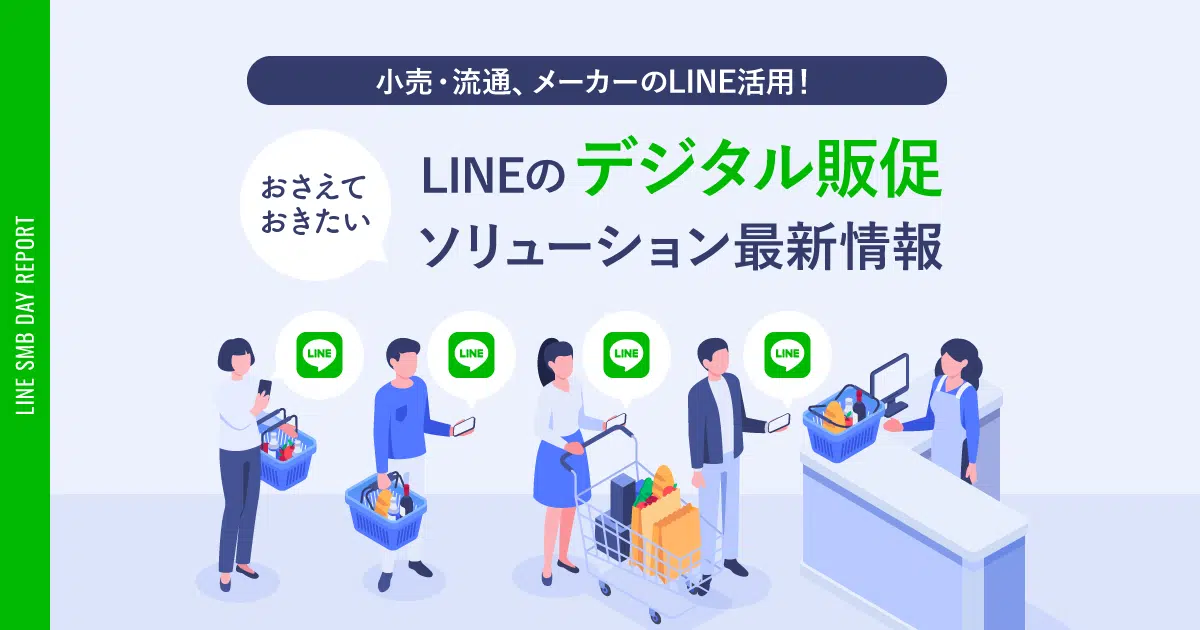 小売・流通、メーカーのLINE活用！
おさえて
おきたい
LINEのデジタル販促
ソリューション最新情報
LINE SMB DAY REPORT
LINE
LINE
LINE
LINE